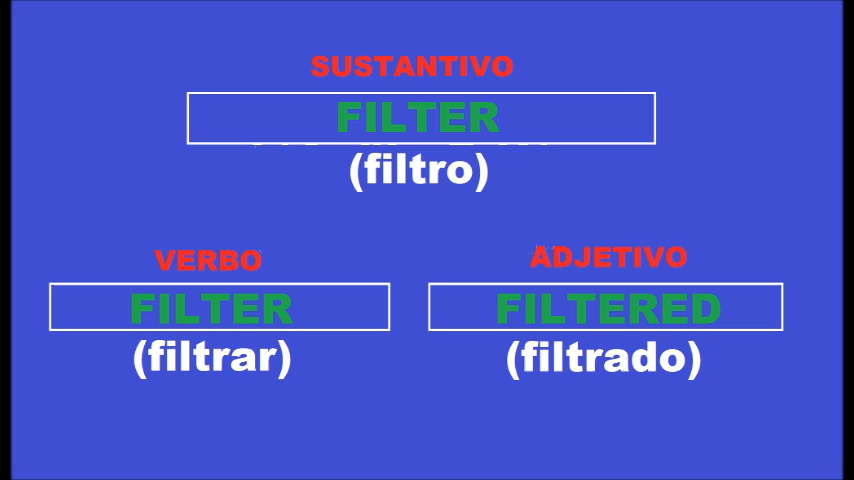 SUSTANTIVO
FILTER
(filtro)
VERBO
FILTER
(filtrar)
ADJETIVO
FILTERED
(filtrado)